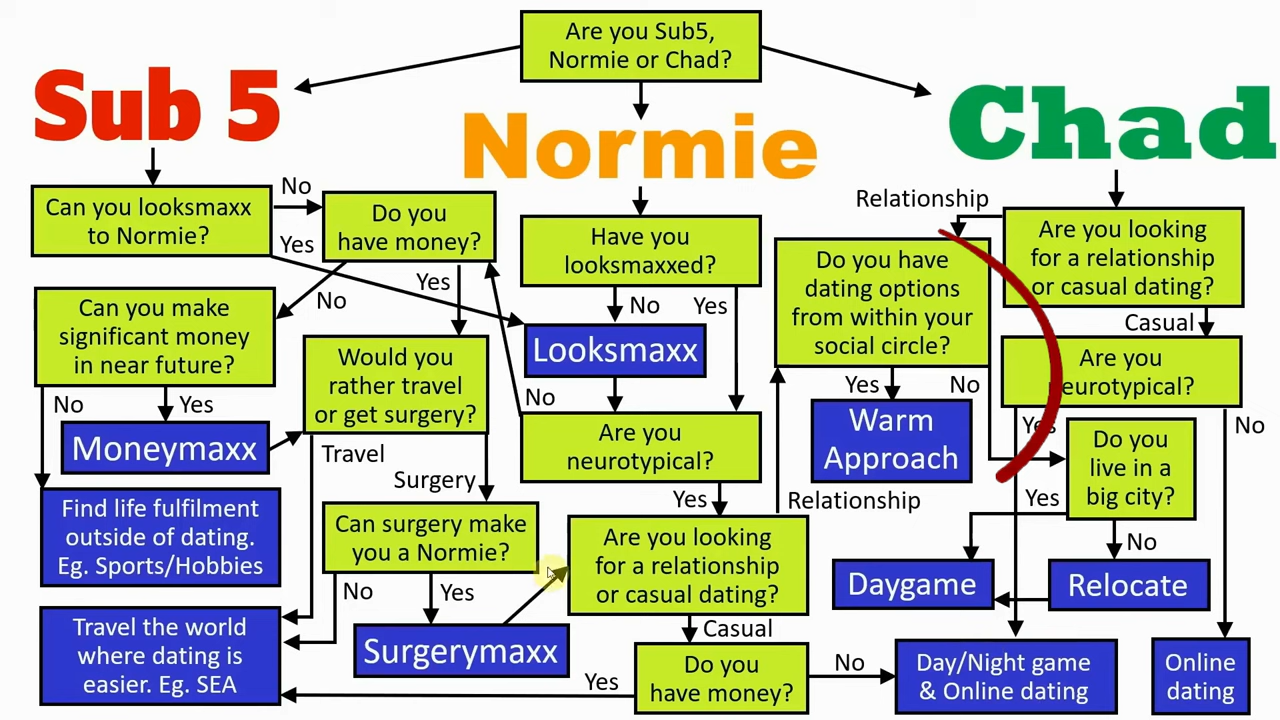 Are you Sub5,
Normie or Chad?
Sub 5
Normie
Chad
Can you looksmaxx
to Normie?
No
Yes
Do you
have money?
No
Yes
Can you make
significant money
in near future?
No
Yes
Moneymaxx
Find life fulfilment
outside of dating.
Eg. Sports/Hobbies
Would you
rather travel
or get surgery?
Travel
Surgery
Can surgery make
you a Normie?
No
Yes
Surgerymaxx
Travel the world
where dating is
easier. Eg. SEA
Have you
looksmaxxed?
No
Yes
Looksmaxx
Are you
neurotypical?
No
Yes
Are you looking
for a relationship
or casual dating?
Relationship
Casual
Do you
have money?
Yes
No
Relationship
Are you looking
for a relationship
or casual dating?
Casual
Do you have
dating options
from within your
social circle?
Yes
No
Warm
Approach
Are you
neurotypical?
Yes
No
Do you
live in a
big city?
Yes
No
Daygame
Relocate
Day/Night game
& Online dating
Online
dating